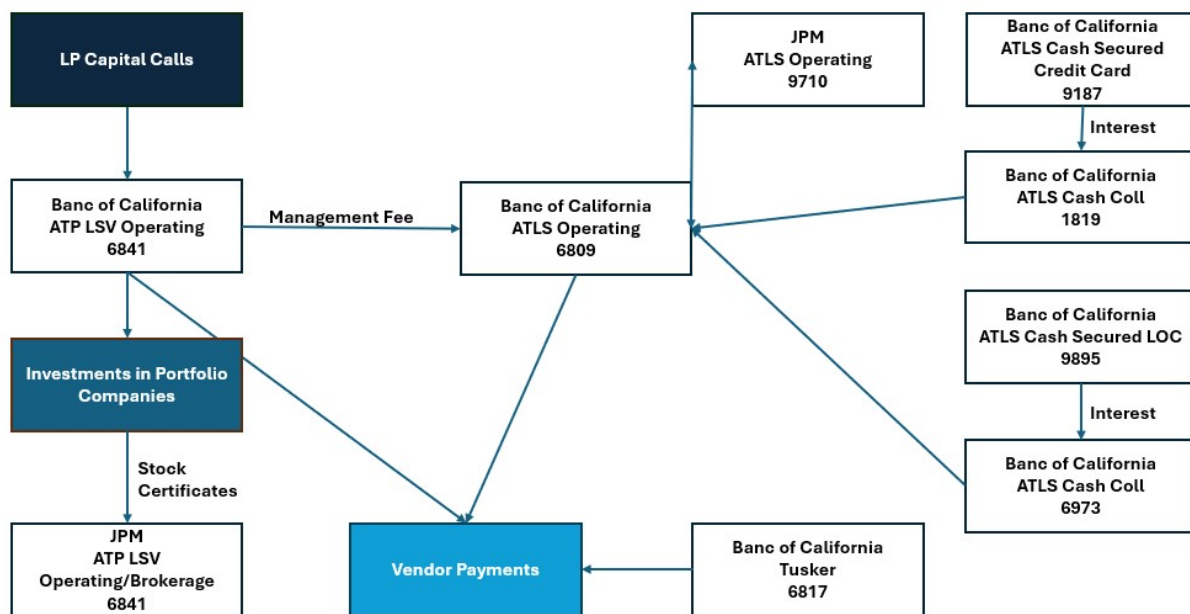 LP Capital Calls
JPM
ATLS Operating
9710
Banc of California
ATLS Cash Secured
Credit Card
9187
Interest
Banc of California
ATP LSV Operating
6841
Management Fee
Banc of California
ATLS Operating
6809
Banc of California
ATLS Cash Coll
1819
Banc of California
ATLS Cash Secured LOC
9895
Investments in Portfolio
Companies
Interest
Banc of California
ATLS Cash Coll
6973
Stock
Certificates
JPM
ATP LSV
Operating/Brokerage
6841
Vendor Payments
Banc of California
Tusker
6817